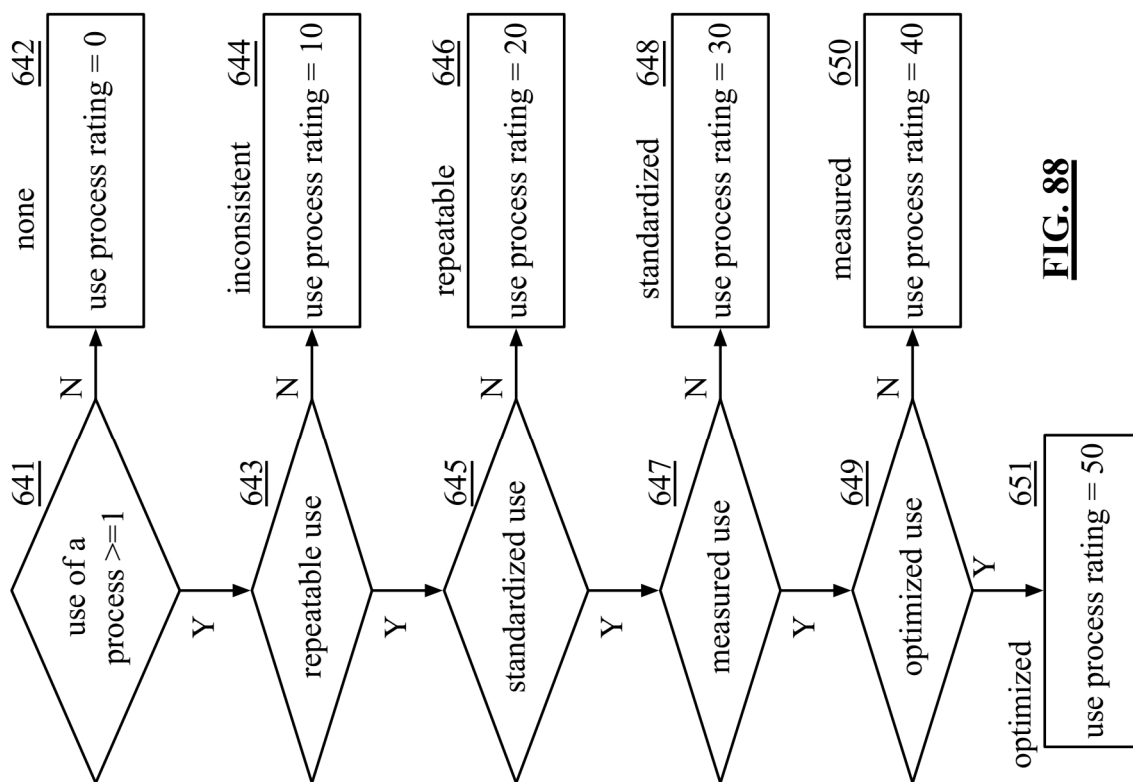 641
use of a
process >=1
N
none
642
use process rating = 0
Y
643
repeatable use
N
inconsistent
644
use process rating = 10
Y
645
standardized use
N
repeatable
646
use process rating = 20
Y
647
measured use
N
standardized
648
use process rating = 30
Y
649
optimized use
N
measured
650
use process rating = 40
Y
optimized
651
use process rating = 50
FIG. 88